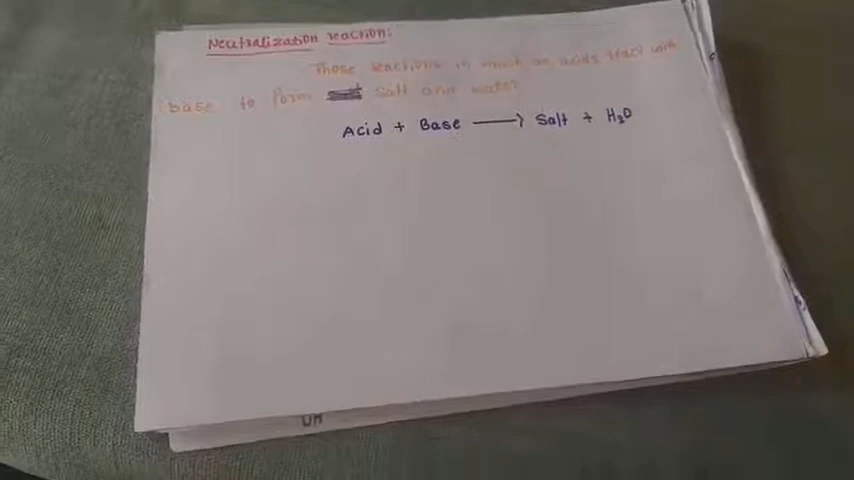 Neutralization reaction:
Those reactions in which an acids react with
base to form salt and water
Acid + Base ⟶ Salt + H₂O